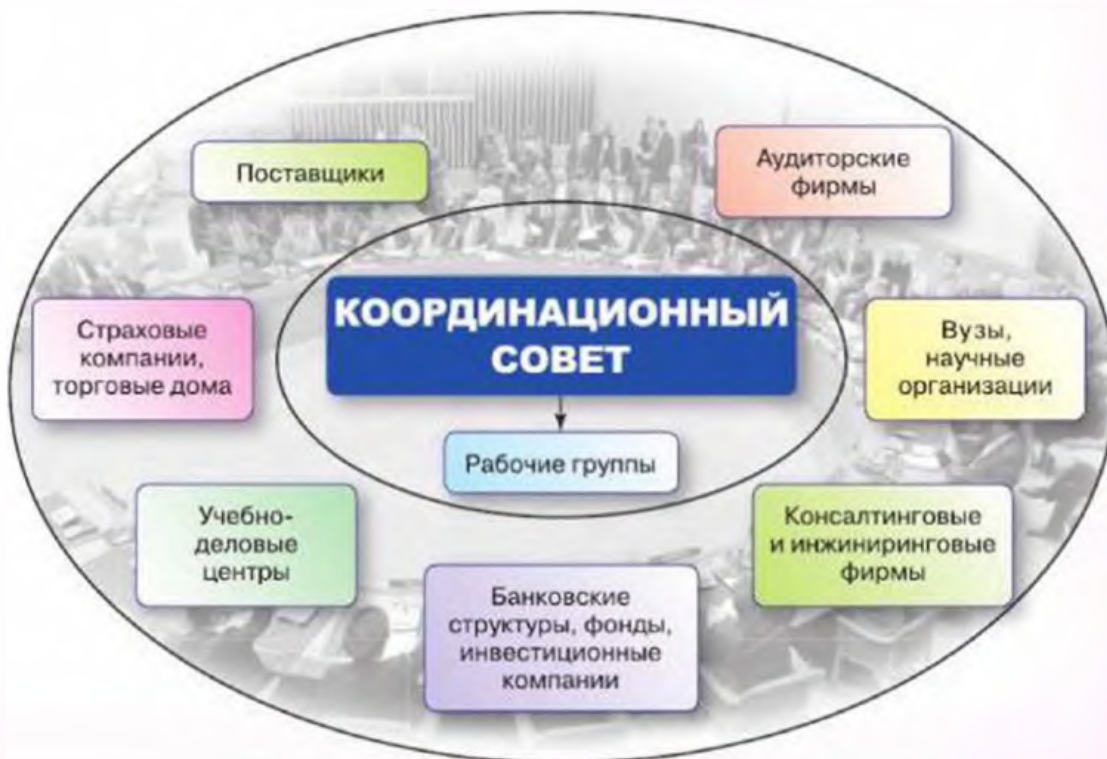 Поставщики
Аудиторские
фирмы
КООРДИНАЦИОННЫЙ
СОВЕТ
Страховые
компании,
торговые дома
Вузы,
научные
организации
Рабочие группы
Учебно-
деловые
центры
Консалтинговые
и инжиниринговые
фирмы
Банковские
структуры, фонды,
инвестиционные
компании